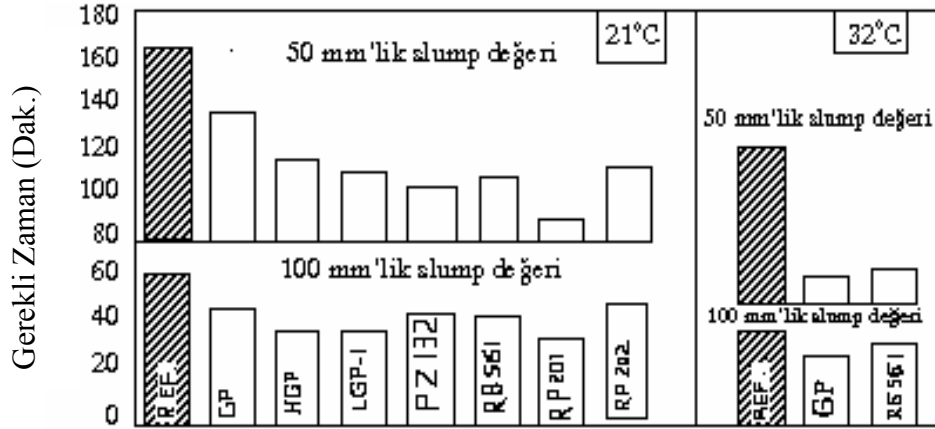 Gerekli Zaman (Dak.)
180
160
140
120
100
80
60
40
20
0
21°C
50 mm'lik slump değeri
100 mm'lik slump değeri
REF.
GP
HGP
LGP-1
PZ 132
RB 561
RP 201
RP 202
32°C
50 mm'lik slump değeri
100 mm'lik slump değeri
REF.
GP
RB 561